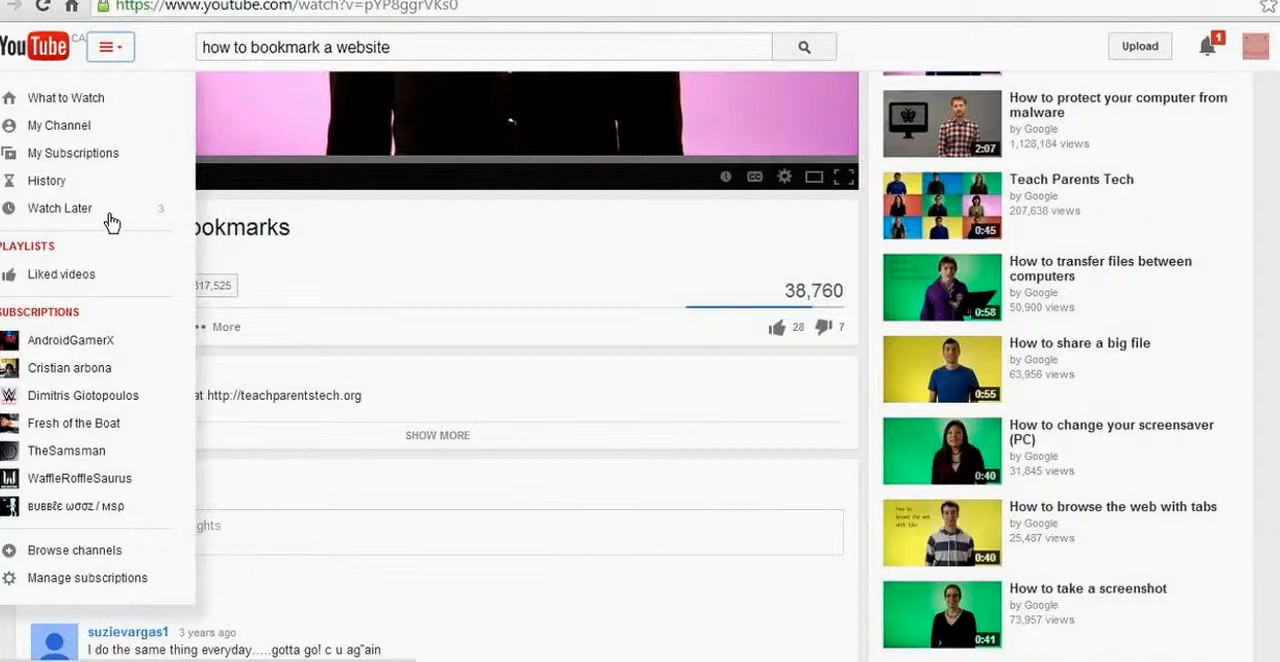 https://www.youtube.com/watch?v=pYP8ggrVKs0
YouTube CA
how to bookmark a website
Upload
1
What to Watch
My Channel
My Subscriptions
History
Watch Later 3
PLAYLISTS
Liked videos
SUBSCRIPTIONS
AndroidGamerX
Cristian arbona
Dimitris Giotopoulos
Fresh of the Boat
TheSamsman
WaffleRoffleSaurus
Browse channels
Manage subscriptions
ookmarks
317,525
38,760
More
28 7
at http://teachparentstech.org
SHOW MORE
ghts
suzievargas1 3 years ago
I do the same thing everyday.....gotta go! c u ag"ain
How to protect your computer from
malware
by Google
1,128,184 views
2:07
Teach Parents Tech
by Google
207,638 views
0:45
How to transfer files between
computers
by Google
50,900 views
0:58
How to share a big file
by Google
63,956 views
0:55
How to change your screensaver
(PC)
by Google
31,845 views
0:40
How to browse the web with tabs
by Google
25,487 views
0:40
How to take a screenshot
by Google
73,957 views
0:41